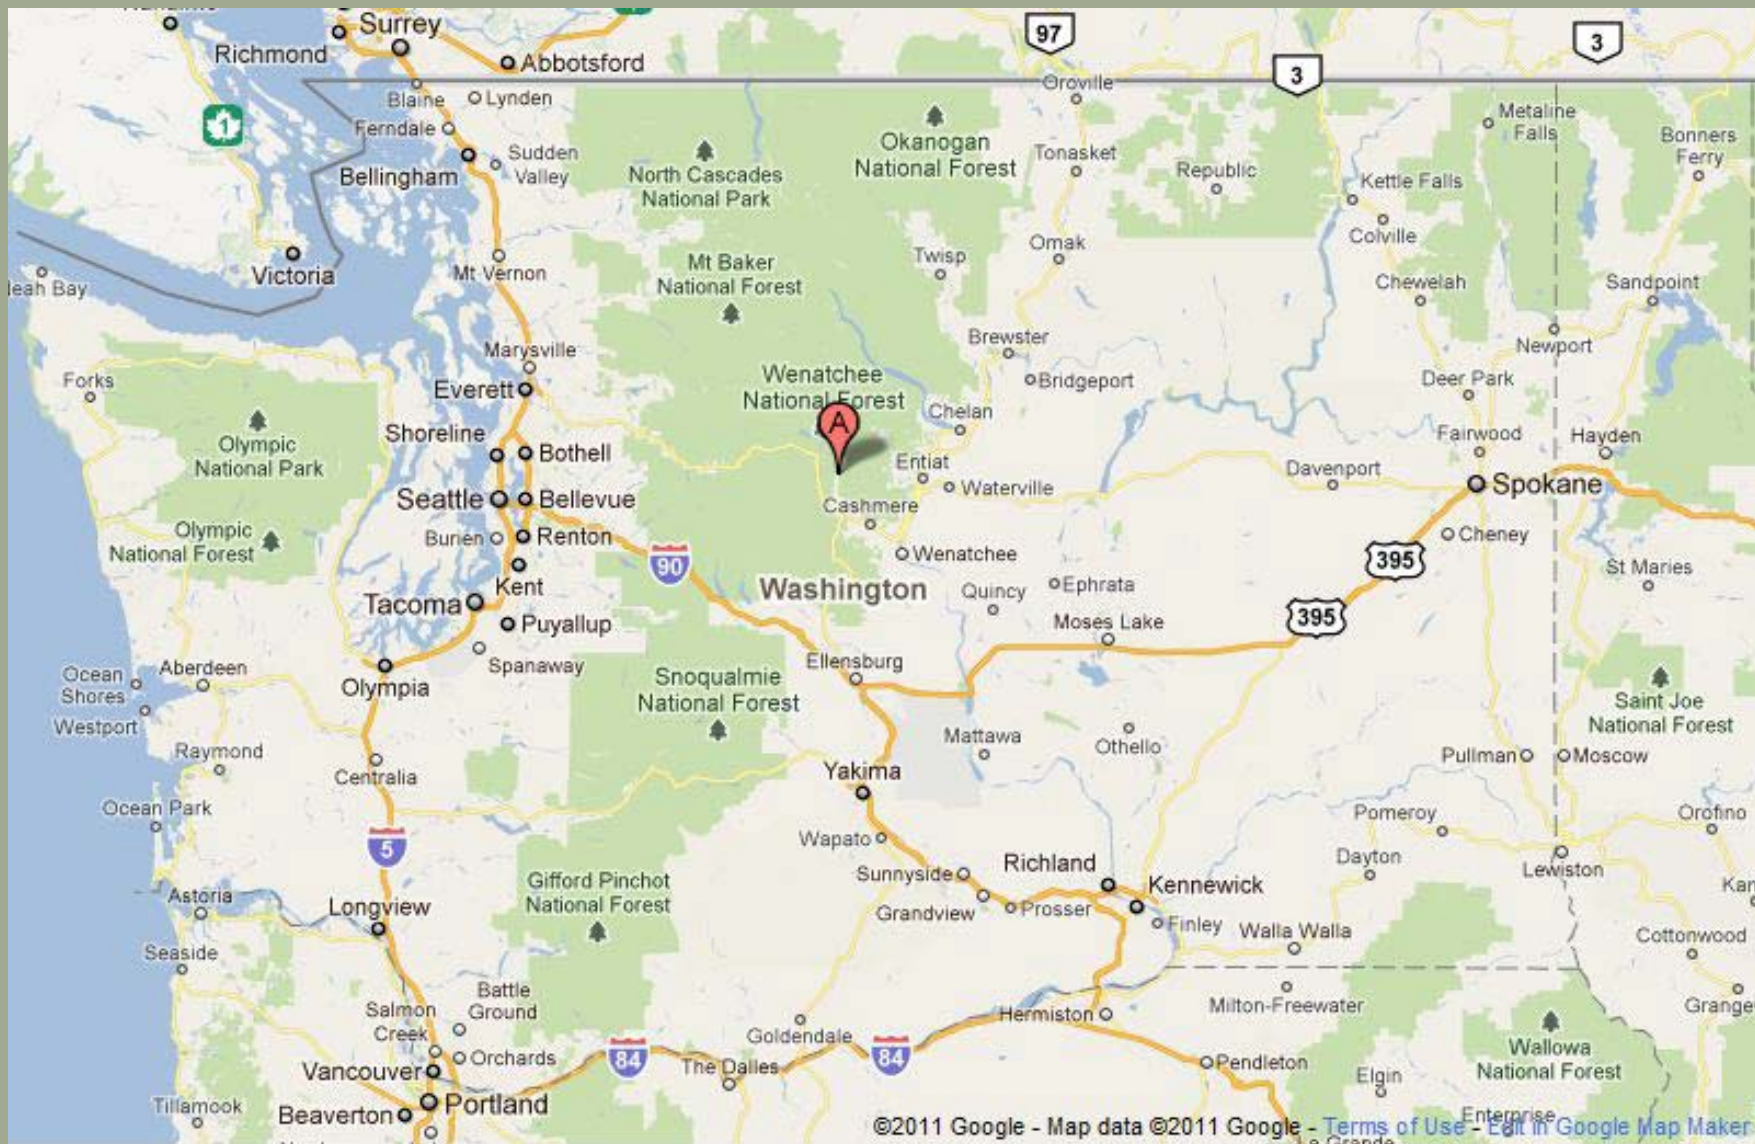 Surrey
Richmond
Abbotsford
97
3
3
1
Blaine
Lynden
Oroville
Ferndale
Metaline
Falls
Bonners
Ferry
Bellingham
Sudden
Valley
North Cascades
National Park
Okanogan
National Forest
Tonasket
Republic
Kettle Falls
Colville
Victoria
Mt Vernon
Mt Baker
National Forest
Twisp
Omak
Chewelah
Sandpoint
eah Bay
Marysville
Brewster
Newport
Forks
Everett
Wenatchee
National Forest
Bridgeport
Deer Park
Chelan
A
Olympic
National Park
Shoreline
Bothell
Fairwood
Hayden
Entiat
Davenport
Seattle
Bellevue
Waterville
Spokane
Cashmere
Olympic
National Forest
Burien
Renton
Cheney
90
Wenatchee
395
St Maries
Kent
Washington
Quincy
Ephrata
Tacoma
Puyallup
Moses Lake
395
Spanaway
Ellensburg
Ocean
Shores
Aberdeen
Olympia
Westport
Snoqualmie
National Forest
Saint Joe
National Forest
Raymond
Centralia
Mattawa
Othello
Pullman
Moscow
Yakima
Ocean Park
Pomeroy
Orofino
5
Wapato
Dayton
Lewiston
Sunnyside
Richland
Kennewick
Astoria
Longview
Gifford Pinchot
National Forest
Grandview
Prosser
Finley
Walla Walla
Cottonwood
Seaside
Battle
Ground
Salmon
Creek
Goldendale
Hermiston
Milton-Freewater
Grange
Orchards
84
84
Wallowa
National Forest
Vancouver
The Dalles
Pendleton
Elgin
Tillamook
Beaverton
Portland
Enterprise
©2011 Google - Map data ©2011 Google - Terms of Use - Edit in Google Map Maker